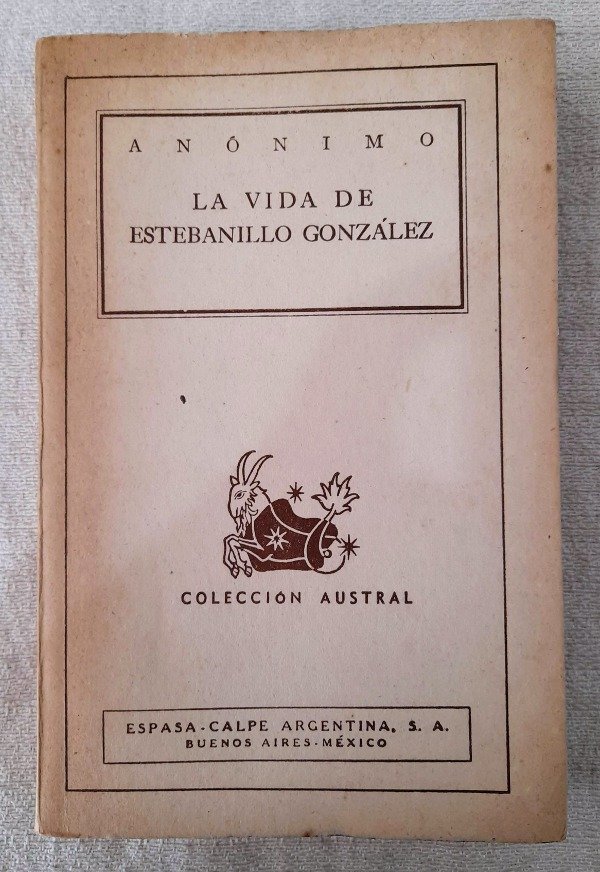 ANÓNIMO
LA VIDA DE
ESTEBANILLO GONZÁLEZ
COLECCIÓN AUSTRAL
ESPASA-CALPE ARGENTINA, S. A.
BUENOS AIRES-MÉXICO